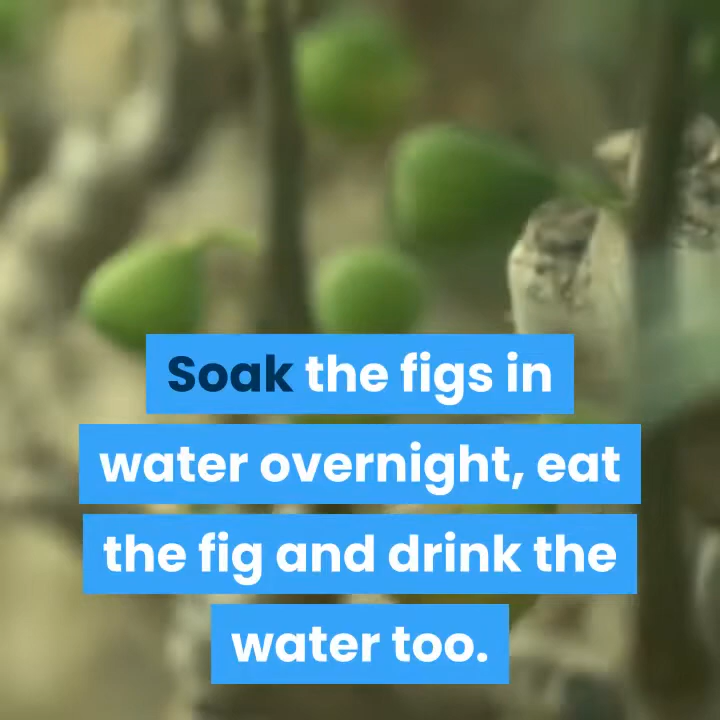 Soak the figs in
water overnight, eat
the fig and drink the
water too.